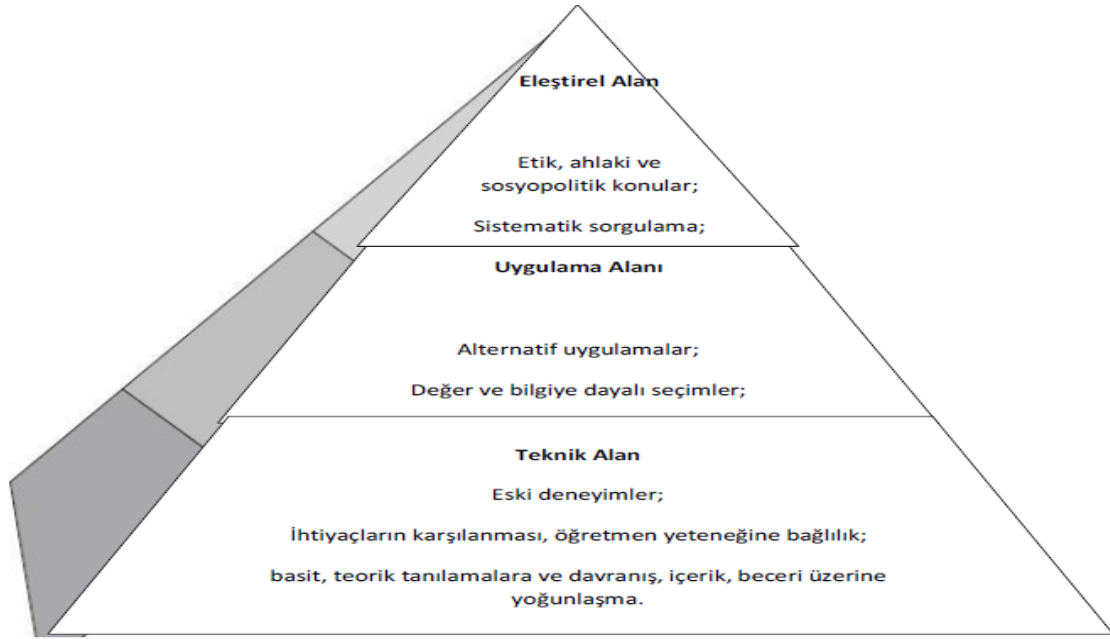 Eleştirel Alan
Etik, ahlaki ve
sosyopolitik konular;
Sistematik sorgulama;
Uygulama Alanı
Alternatif uygulamalar;
Değer ve bilgiye dayalı seçimler;
Teknik Alan
Eski deneyimler;
İhtiyaçların karşılanması, öğretmen yeteneğine bağlılık;
basit, teorik tanılamalara ve davranış, içerik, beceri üzerine
yoğunlaşma.